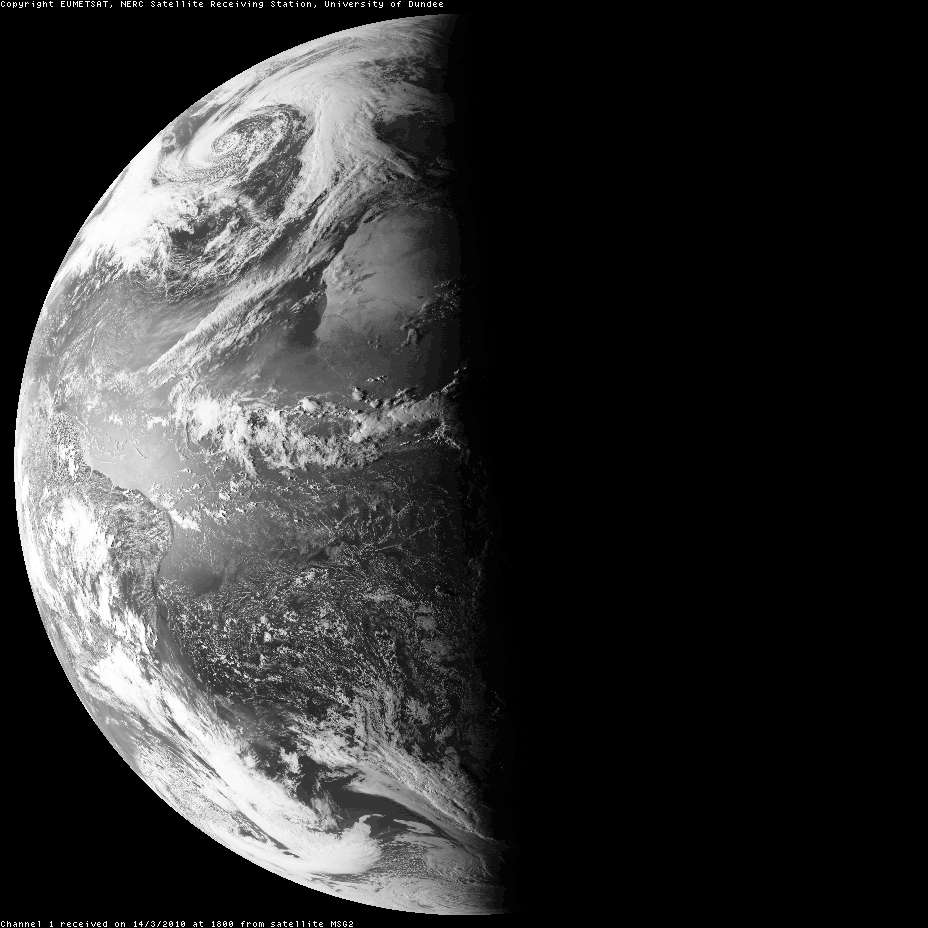 Copyright EUMETSAT, NERC Satellite Receiving Station, University of Dundee
Channel 1 received on 14/3/2010 at 1800 from satellite MSG2